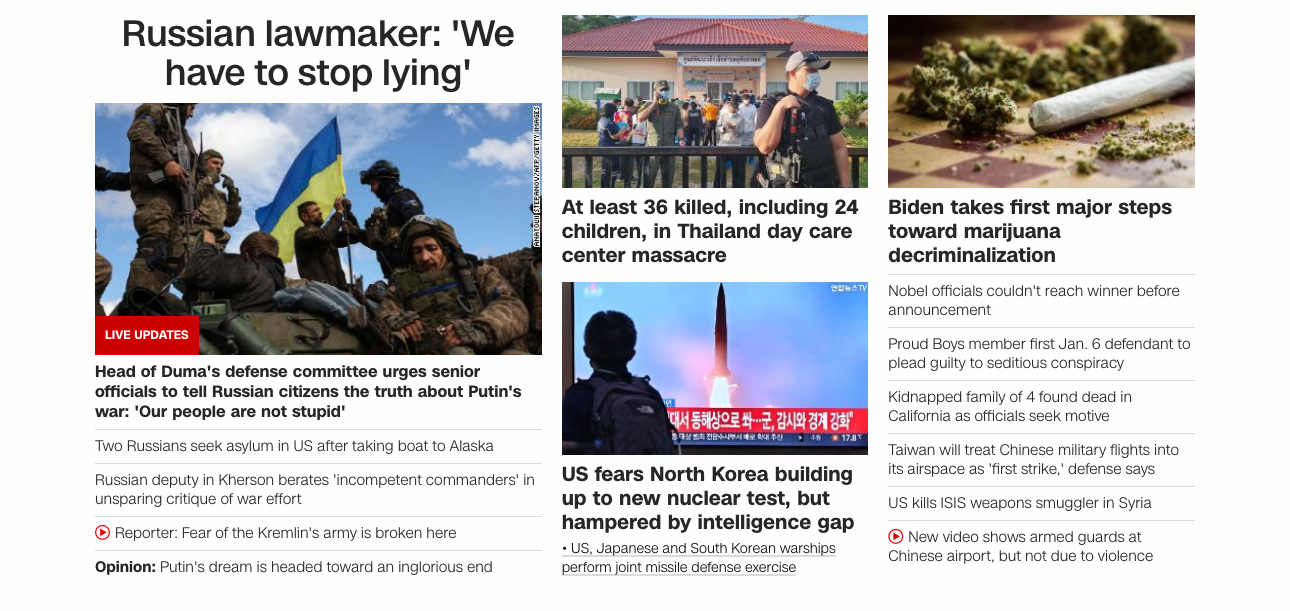 Russian lawmaker: 'We
have to stop lying'
ANATOLII STEPANOV/AFP/GETTY IMAGES
LIVE UPDATES
Head of Duma's defense committee urges senior
officials to tell Russian citizens the truth about Putin's
war: 'Our people are not stupid'
Two Russians seek asylum in US after taking boat to Alaska
Russian deputy in Kherson berates 'incompetent commanders' in
unsparing critique of war effort
Reporter: Fear of the Kremlin's army is broken here
Opinion: Putin's dream is headed toward an inglorious end
At least 36 killed, including 24
children, in Thailand day care
center massacre
연합뉴스TV
대서 동해상으로 쏴…군, 감시와 경계 강화"
17.8℃
US fears North Korea building
up to new nuclear test, but
hampered by intelligence gap
• US, Japanese and South Korean warships
perform joint missile defense exercise
Biden takes first major steps
toward marijuana
decriminalization
Nobel officials couldn't reach winner before
announcement
Proud Boys member first Jan. 6 defendant to
plead guilty to seditious conspiracy
Kidnapped family of 4 found dead in
California as officials seek motive
Taiwan will treat Chinese military flights into
its airspace as 'first strike,' defense says
US kills ISIS weapons smuggler in Syria
New video shows armed guards at
Chinese airport, but not due to violence